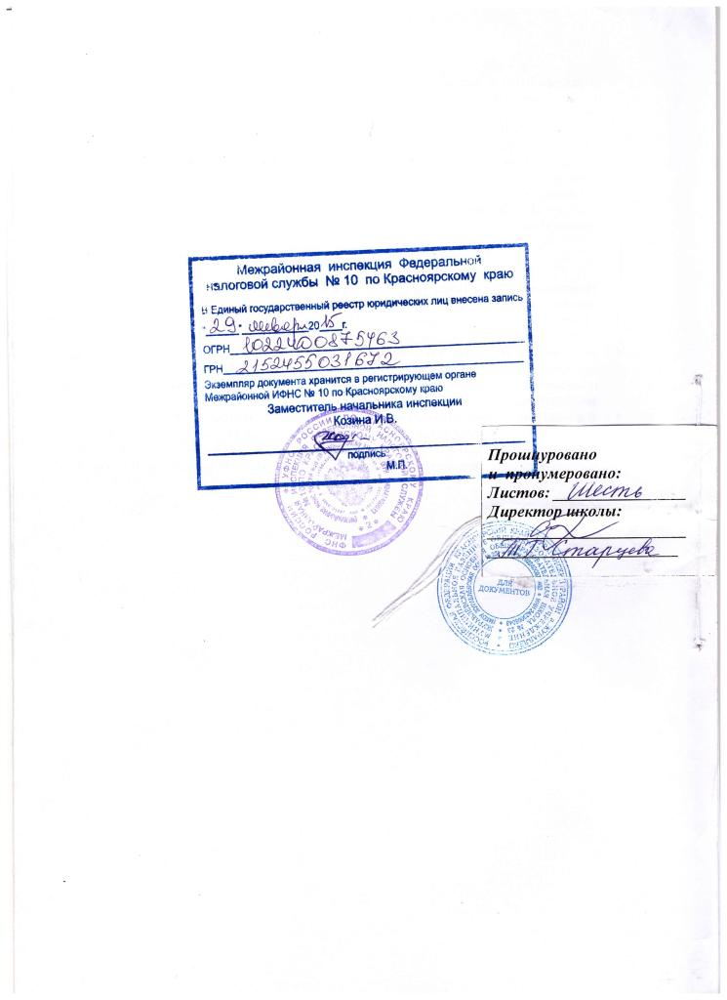 Межрайонная инспекция Федеральной
налоговой службы № 10 по Красноярскому краю
в Единый государственный реестр юридических лиц внесена запись
"29" января 2015 г.
ОГРН 1022400875463
ГРН 2152455031672
Экземпляр документа хранится в регистрирующем органе
Межрайонной ИФНС № 10 по Красноярскому краю
Заместитель начальника инспекции
Козина И.В.
подпись
М.П.
Прошнуровано
и пронумеровано:
Листов: Шесть
Директор школы:
Т.Г. Старцева
ДЛЯ
ДОКУМЕНТОВ